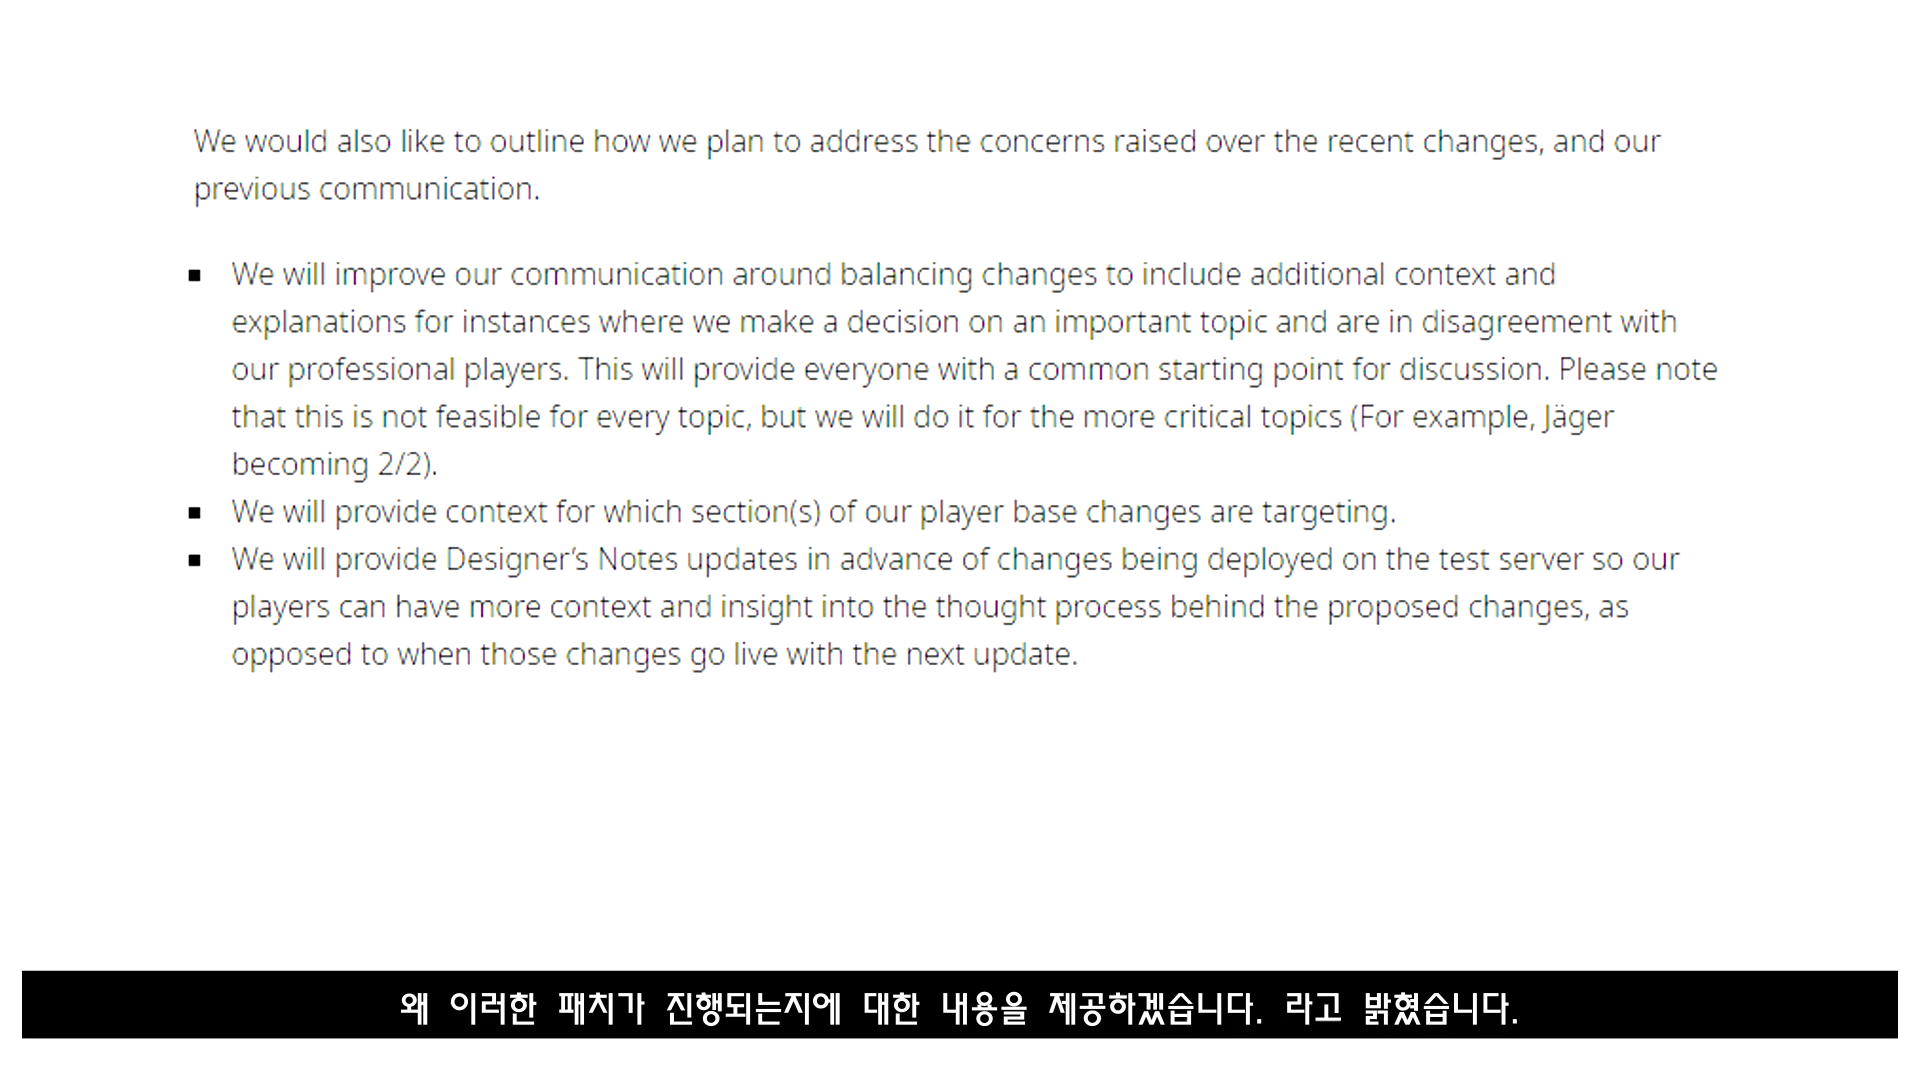 We would also like to outline how we plan to address the concerns raised over the recent changes, and our
previous communication.
We will improve our communication around balancing changes to include additional context and
explanations for instances where we make a decision on an important topic and are in disagreement with
our professional players. This will provide everyone with a common starting point for discussion. Please note
that this is not feasible for every topic, but we will do it for the more critical topics (For example, Jäger
becoming 2/2).
We will provide context for which section(s) of our player base changes are targeting.
We will provide Designer’s Notes updates in advance of changes being deployed on the test server so our
players can have more context and insight into the thought process behind the proposed changes, as
opposed to when those changes go live with the next update.
왜 이러한 패치가 진행되는지에 대한 내용을 제공하겠습니다. 라고 밝혔습니다.